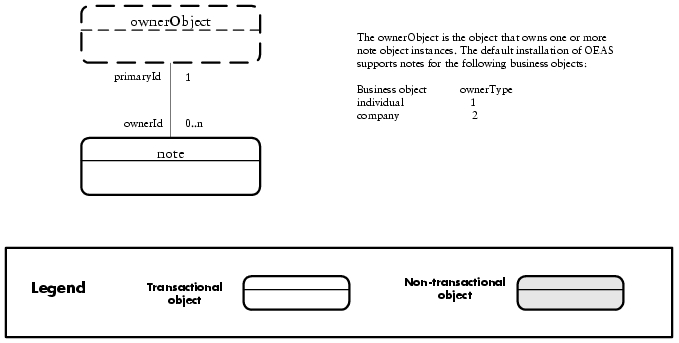 ownerObject
primaryId 1
ownerId 0..n
note
The ownerObject is the object that owns one or more
note object instances. The default installation of OEAS
supports notes for the following business objects:
Business object ownerType
individual 1
company 2
Legend
Transactional
object
Non-transactional
object